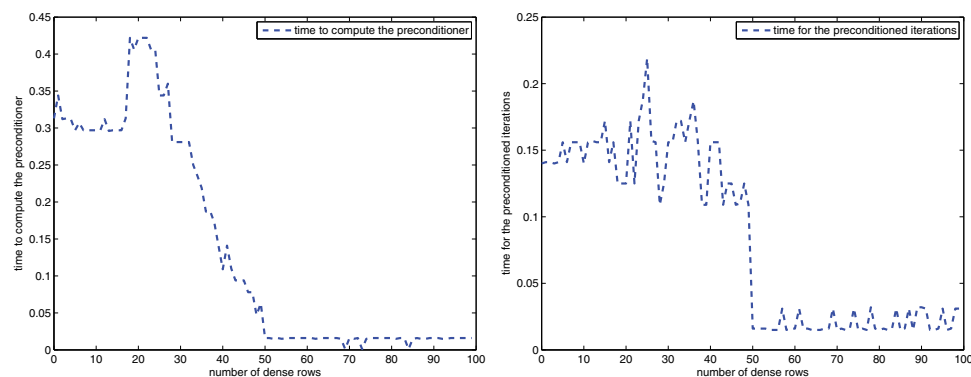 time to compute the preconditioner
0.45
0.4
0.35
0.3
0.25
0.2
0.15
0.1
0.05
0
time to compute the preconditioner
0 10 20 30 40 50 60 70 80 90 100
number of dense rows
time for the preconditioned iterations
0.25
0.2
0.15
0.1
0.05
0
time for the preconditioned iterations
0 10 20 30 40 50 60 70 80 90 100
number of dense rows